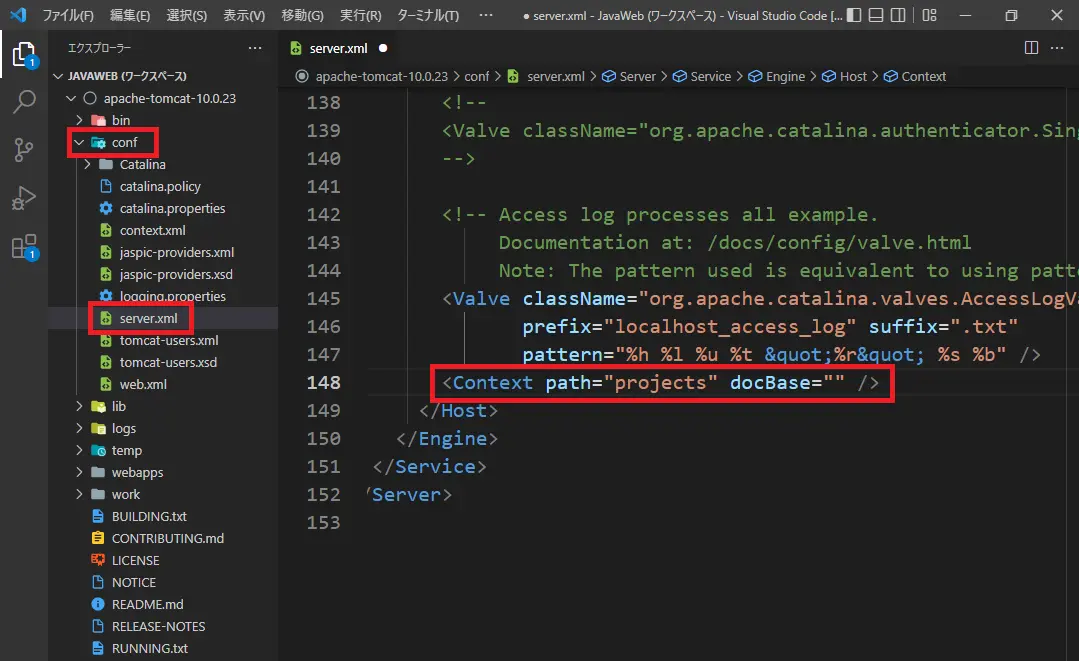 ファイル(F) 編集(E) 選択(S) 表示(V) 移動(G) 実行(R) ターミナル(T) ··· ● server.xml - JavaWeb (ワークスペース) - Visual Studio Code [...
エクスプローラー ···
JAVAWEB (ワークスペース)
apache-tomcat-10.0.23
bin
conf
Catalina
catalina.policy
catalina.properties
context.xml
jaspic-providers.xml
jaspic-providers.xsd
logging.properties
server.xml
tomcat-users.xml
tomcat-users.xsd
web.xml
lib
logs
temp
webapps
work
BUILDING.txt
CONTRIBUTING.md
LICENSE
NOTICE
README.md
RELEASE-NOTES
RUNNING.txt
1
1
server.xml ●
···
apache-tomcat-10.0.23 > conf > server.xml > Server > Service > Engine > Host > Context
138 <!--
139 <Valve className="org.apache.catalina.authenticator.Sing
140 -->
141
142 <!-- Access log processes all example.
143 Documentation at: /docs/config/valve.html
144 Note: The pattern used is equivalent to using patt
145 <Valve className="org.apache.catalina.valves.AccessLogVa
146 prefix="localhost_access_log" suffix=".txt"
147 pattern="%h %l %u %t &quot;%r&quot; %s %b" />
148 <Context path="projects" docBase="" />
149 </Host>
150 </Engine>
151 </Service>
152 /Server>
153